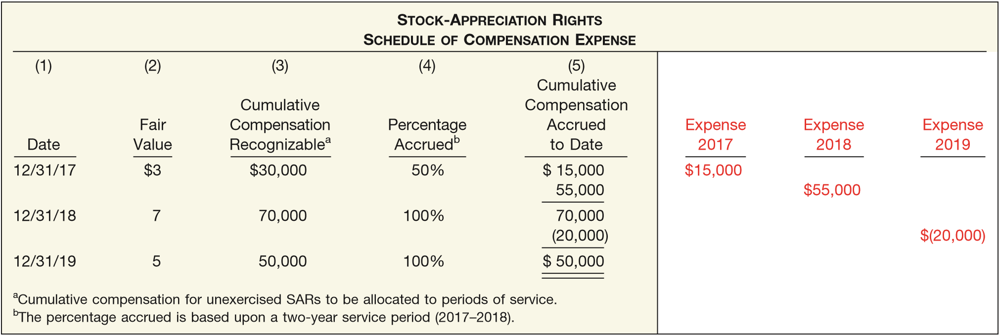 STOCK-APPRECIATION RIGHTS
SCHEDULE OF COMPENSATION EXPENSE
(1) (2) (3) (4) (5)
Cumulative
Cumulative Compensation
Fair Compensation Percentage Accrued Expense Expense Expense
Date Value Recognizableᵃ Accruedᵇ to Date 2017 2018 2019
12/31/17 $3 $30,000 50% $ 15,000 $15,000
55,000 $55,000
12/31/18 7 70,000 100% 70,000
(20,000) $(20,000)
12/31/19 5 50,000 100% $ 50,000
ᵃCumulative compensation for unexercised SARs to be allocated to periods of service.
ᵇThe percentage accrued is based upon a two-year service period (2017–2018).